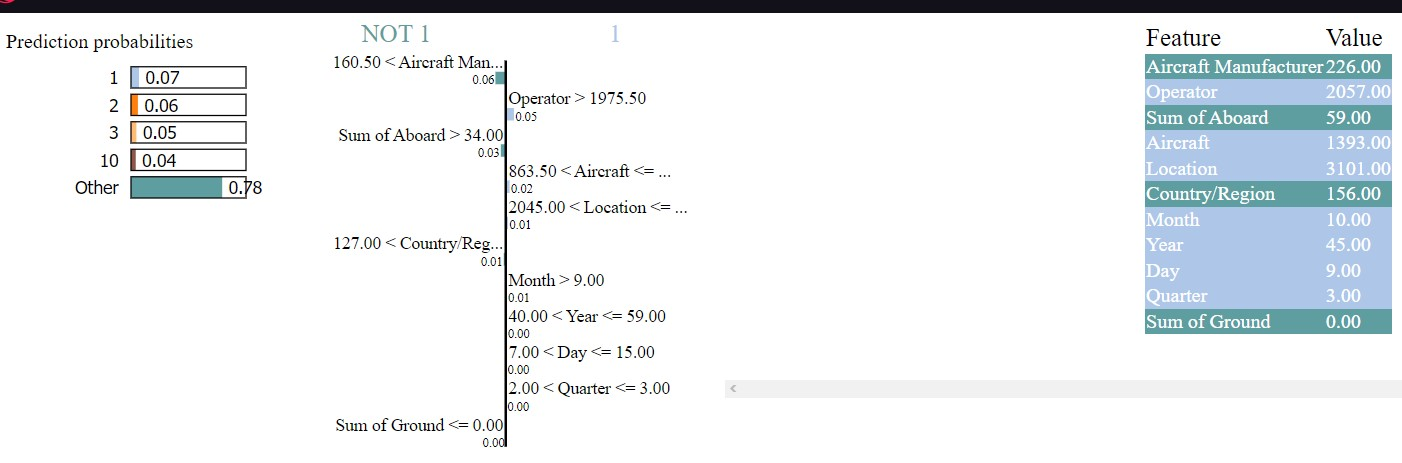 Prediction probabilities
1 0.07
2 0.06
3 0.05
10 0.04
Other 0.78
NOT 1
1
160.50 < Aircraft Man...
0.06
Operator > 1975.50
0.05
Sum of Aboard > 34.00
0.03
863.50 < Aircraft <= ...
0.02
2045.00 < Location <= ...
0.01
127.00 < Country/Reg...
0.01
Month > 9.00
0.01
40.00 < Year <= 59.00
0.00
7.00 < Day <= 15.00
0.00
2.00 < Quarter <= 3.00
0.00
Sum of Ground <= 0.00
0.00
Feature Value
Aircraft Manufacturer 226.00
Operator 2057.00
Sum of Aboard 59.00
Aircraft 1393.00
Location 3101.00
Country/Region 156.00
Month 10.00
Year 45.00
Day 9.00
Quarter 3.00
Sum of Ground 0.00